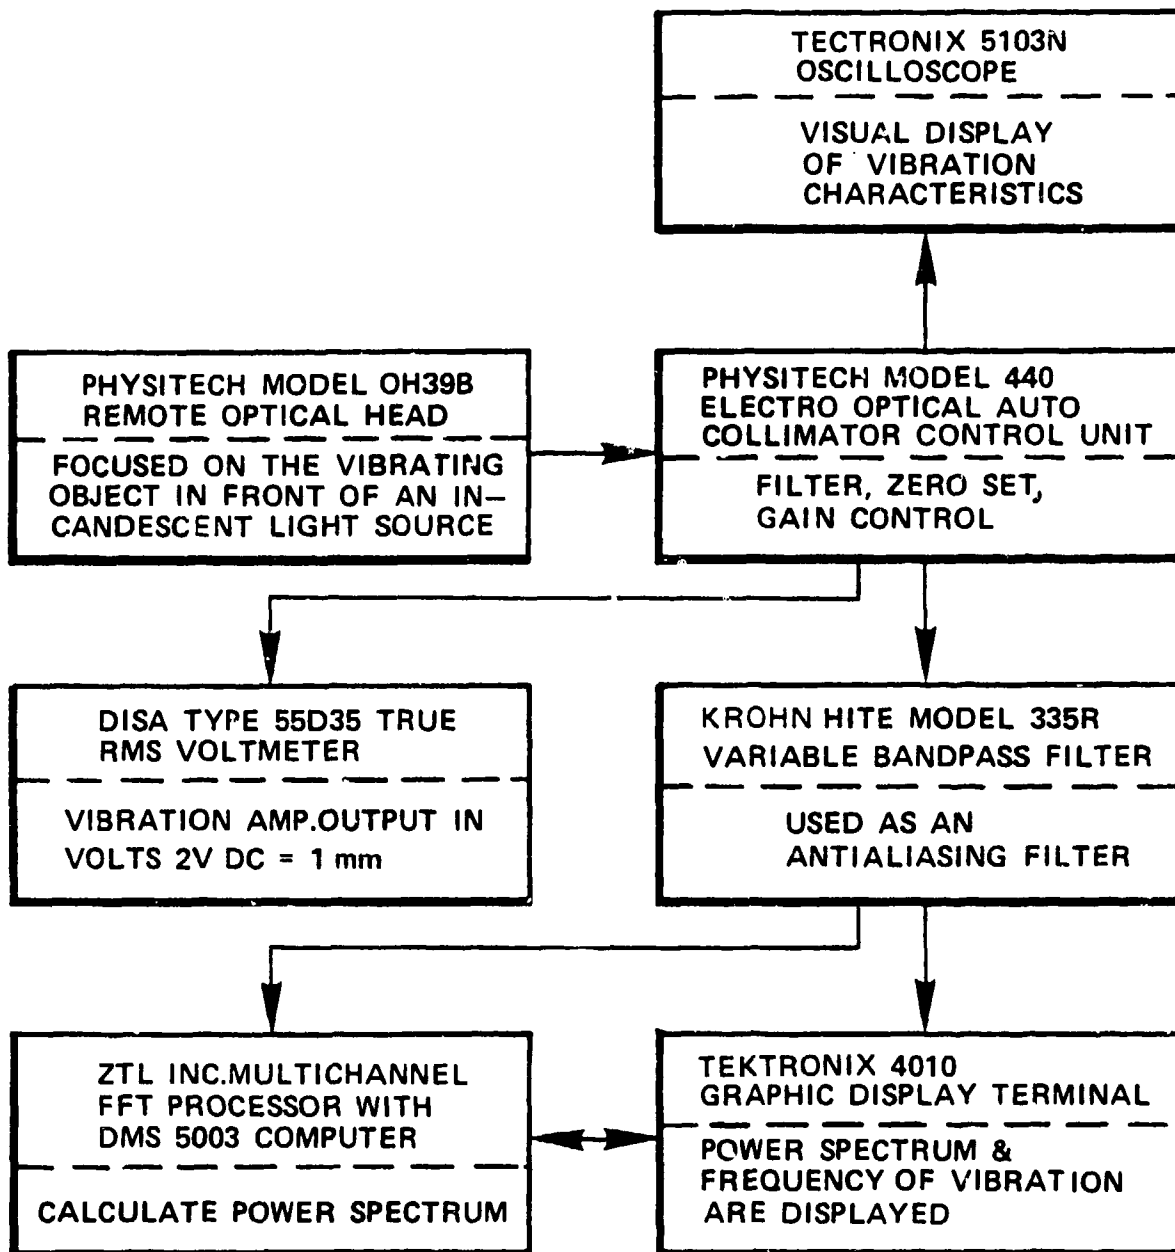 TECTRONIX 5103N
OSCILLOSCOPE
VISUAL DISPLAY
OF VIBRATION
CHARACTERISTICS
PHYSITECH MODEL OH39B
REMOTE OPTICAL HEAD
FOCUSED ON THE VIBRATING
OBJECT IN FRONT OF AN IN–
CANDESCENT LIGHT SOURCE
PHYSITECH MODEL 440
ELECTRO OPTICAL AUTO
COLLIMATOR CONTROL UNIT
FILTER, ZERO SET,
GAIN CONTROL
DISA TYPE 55D35 TRUE
RMS VOLTMETER
VIBRATION AMP.OUTPUT IN
VOLTS 2V DC = 1 mm
KROHN HITE MODEL 335R
VARIABLE BANDPASS FILTER
USED AS AN
ANTIALIASING FILTER
ZTL INC.MULTICHANNEL
FFT PROCESSOR WITH
DMS 5003 COMPUTER
CALCULATE POWER SPECTRUM
TEKTRONIX 4010
GRAPHIC DISPLAY TERMINAL
POWER SPECTRUM &
FREQUENCY OF VIBRATION
ARE DISPLAYED